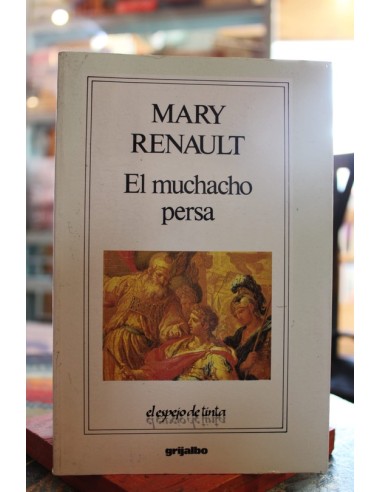 MARY
RENAULT
El muchacho
persa
el espejo de tinta
grijalbo